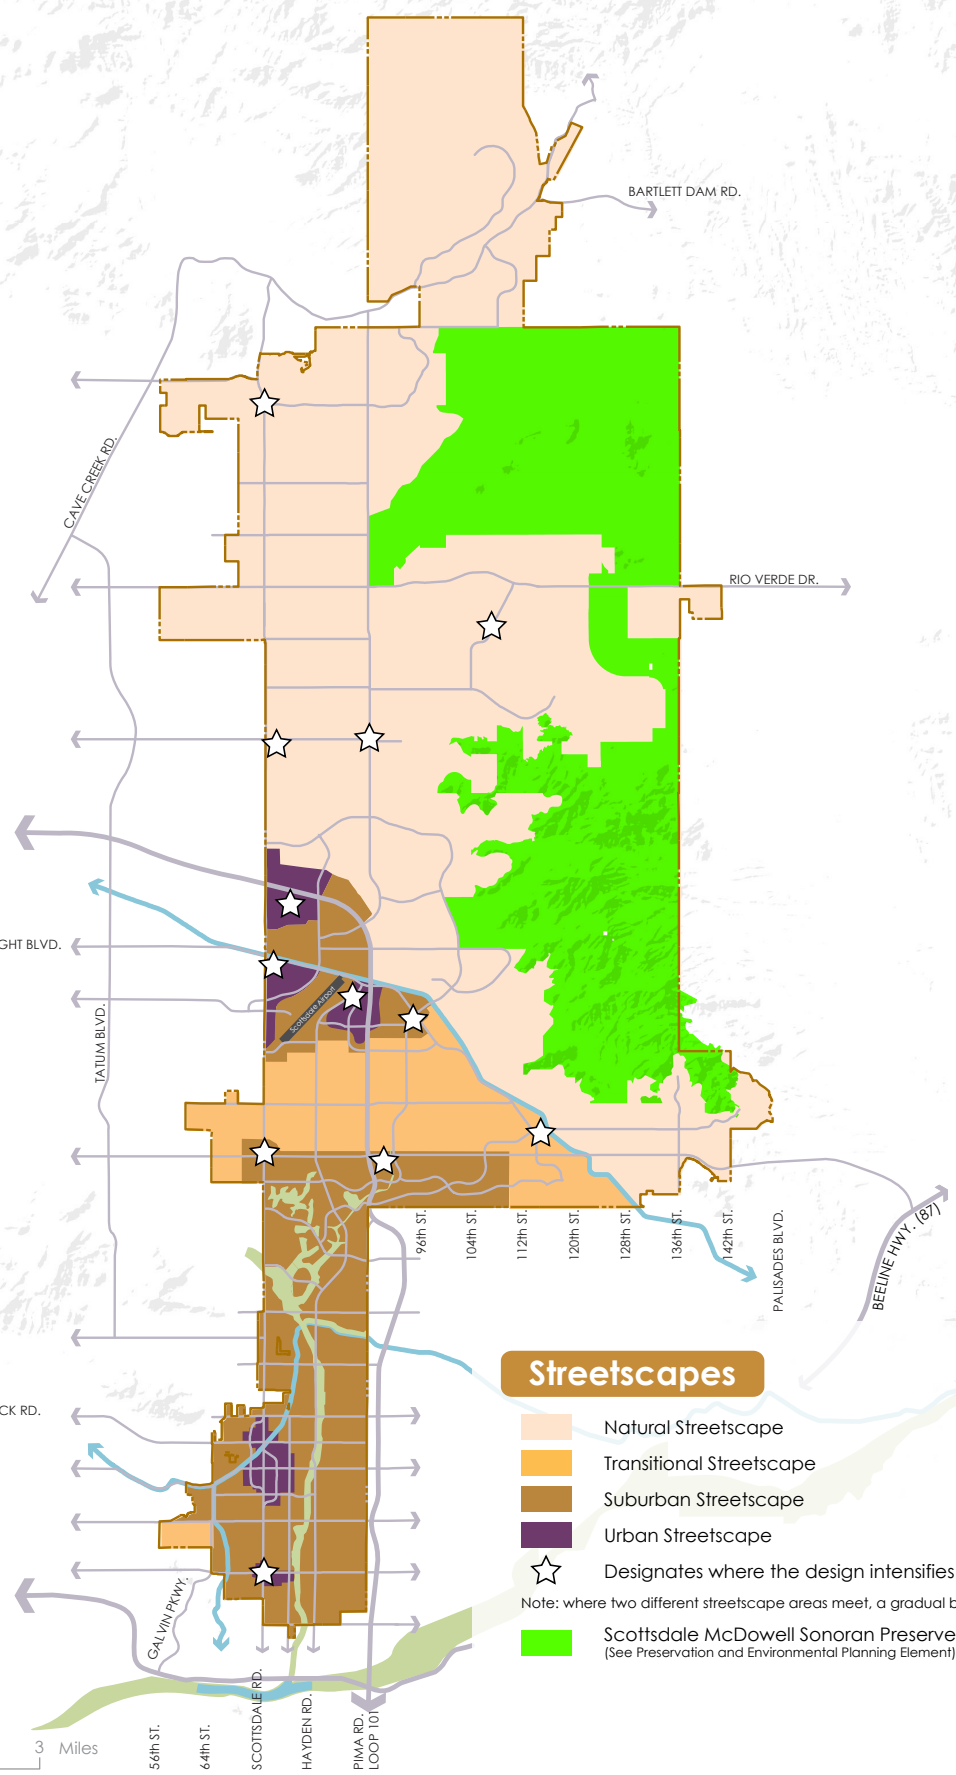 BARTLETT DAM RD.
CAVE CREEK RD.
RIO VERDE DR.
GHT BLVD.
Scottsdale Airport
TATUM BLVD.
96th ST.
104th ST.
112th ST.
120th ST.
128th ST.
136th ST.
142th ST.
PALISADES BLVD.
BEELINE HWY. (87)
Streetscapes
CK RD.
Natural Streetscape
Transitional Streetscape
Suburban Streetscape
Urban Streetscape
Designates where the design intensifies
Note: where two different streetscape areas meet, a gradual b
Scottsdale McDowell Sonoran Preserve
(See Preservation and Environmental Planning Element)
GALVIN PKWY.
56th ST.
64th ST.
SCOTTSDALE RD.
HAYDEN RD.
PIMA RD.
LOOP 101
3 Miles